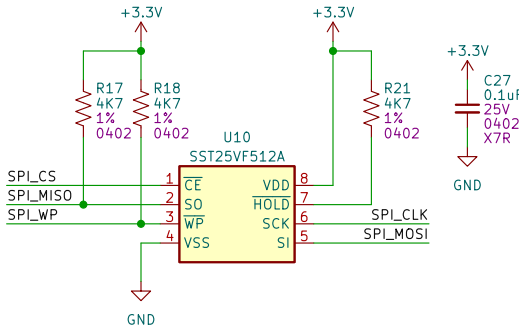 +3.3V
+3.3V
+3.3V
R17
4K7
1%
0402
R18
4K7
1%
0402
R21
4K7
1%
0402
C27
0.1uF
25V
0402
X7R
GND
U10
SST25VF512A
SPI_CS
SPI_MISO
SPI_WP
1 CE
2 SO
3 WP
4 VSS
VDD 8
HOLD 7
SCK 6
SI 5
SPI_CLK
SPI_MOSI
GND